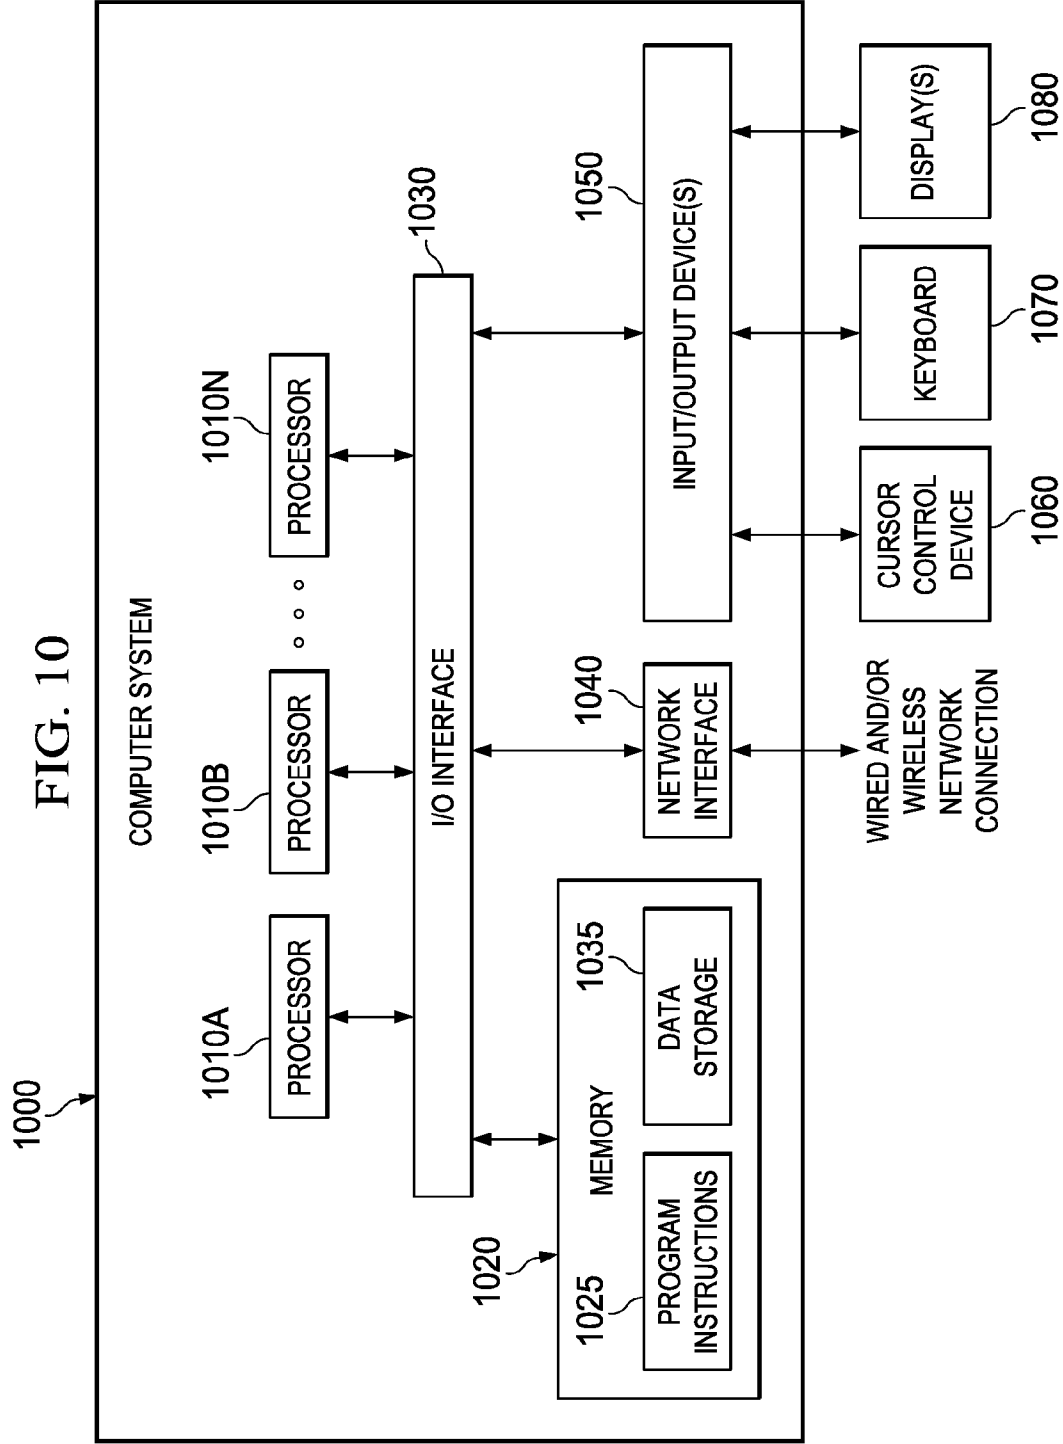 FIG. 10
1000
COMPUTER SYSTEM
1010A
1010B
1010N
PROCESSOR
PROCESSOR
PROCESSOR
1030
I/O INTERFACE
1020
MEMORY
1025
1035
1040
1050
PROGRAM
INSTRUCTIONS
DATA
STORAGE
NETWORK
INTERFACE
INPUT/OUTPUT DEVICE(S)
WIRED AND/OR
WIRELESS
NETWORK
CONNECTION
CURSOR
CONTROL
DEVICE
KEYBOARD
DISPLAY(S)
1060
1070
1080